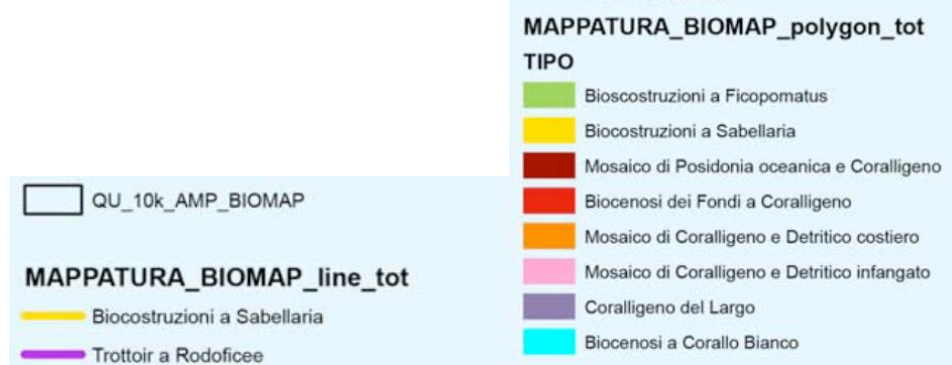 QU_10k_AMP_BIOMAP
MAPPATURA_BIOMAP_line_tot
Biocostruzioni a Sabellaria
Trottoir a Rodoficee
MAPPATURA_BIOMAP_polygon_tot
TIPO
Bioscostruzioni a Ficopomatus
Biocostruzioni a Sabellaria
Mosaico di Posidonia oceanica e Coralligeno
Biocenosi dei Fondi a Coralligeno
Mosaico di Coralligeno e Detritico costiero
Mosaico di Coralligeno e Detritico infangato
Coralligeno del Largo
Biocenosi a Corallo Bianco